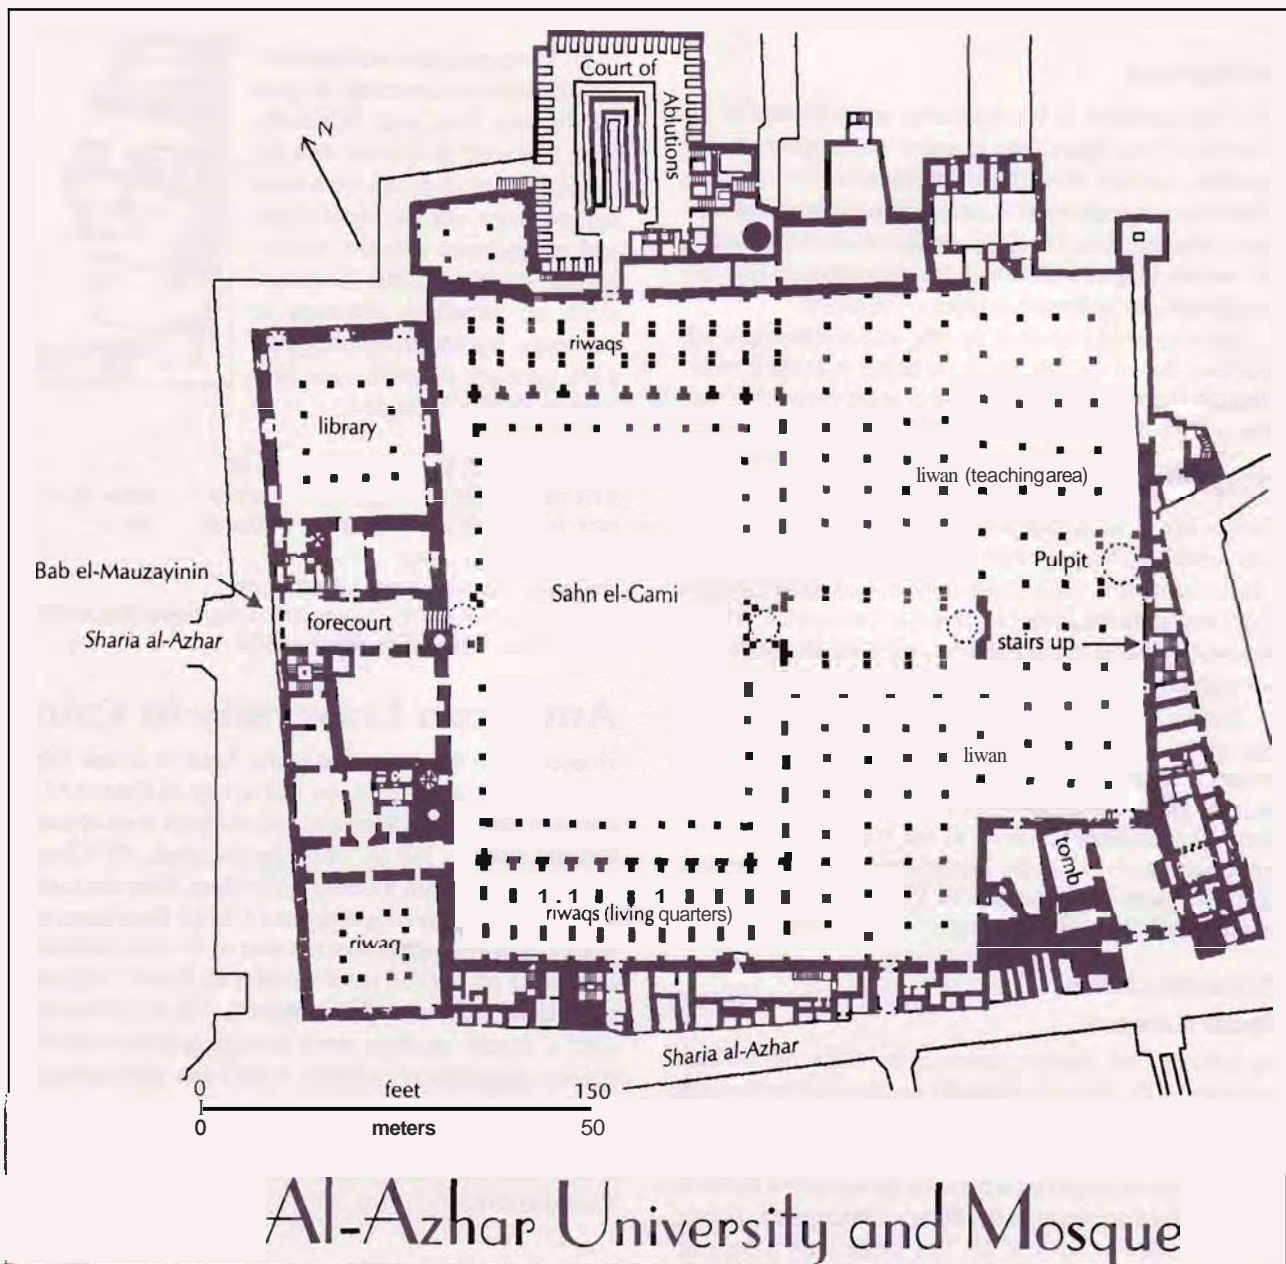 Court of
Ablutions
N
riwaqs
library
liwan (teaching area)
Pulpit
Bab el-Mauzayinin
Sahn el-Gami
forecourt
Sharia al-Azhar
stairs up
liwan
tomb
riwaqs (living quarters)
riwaq
Sharia al-Azhar
0 feet 150
0 meters 50
Al-Azhar University and Mosque